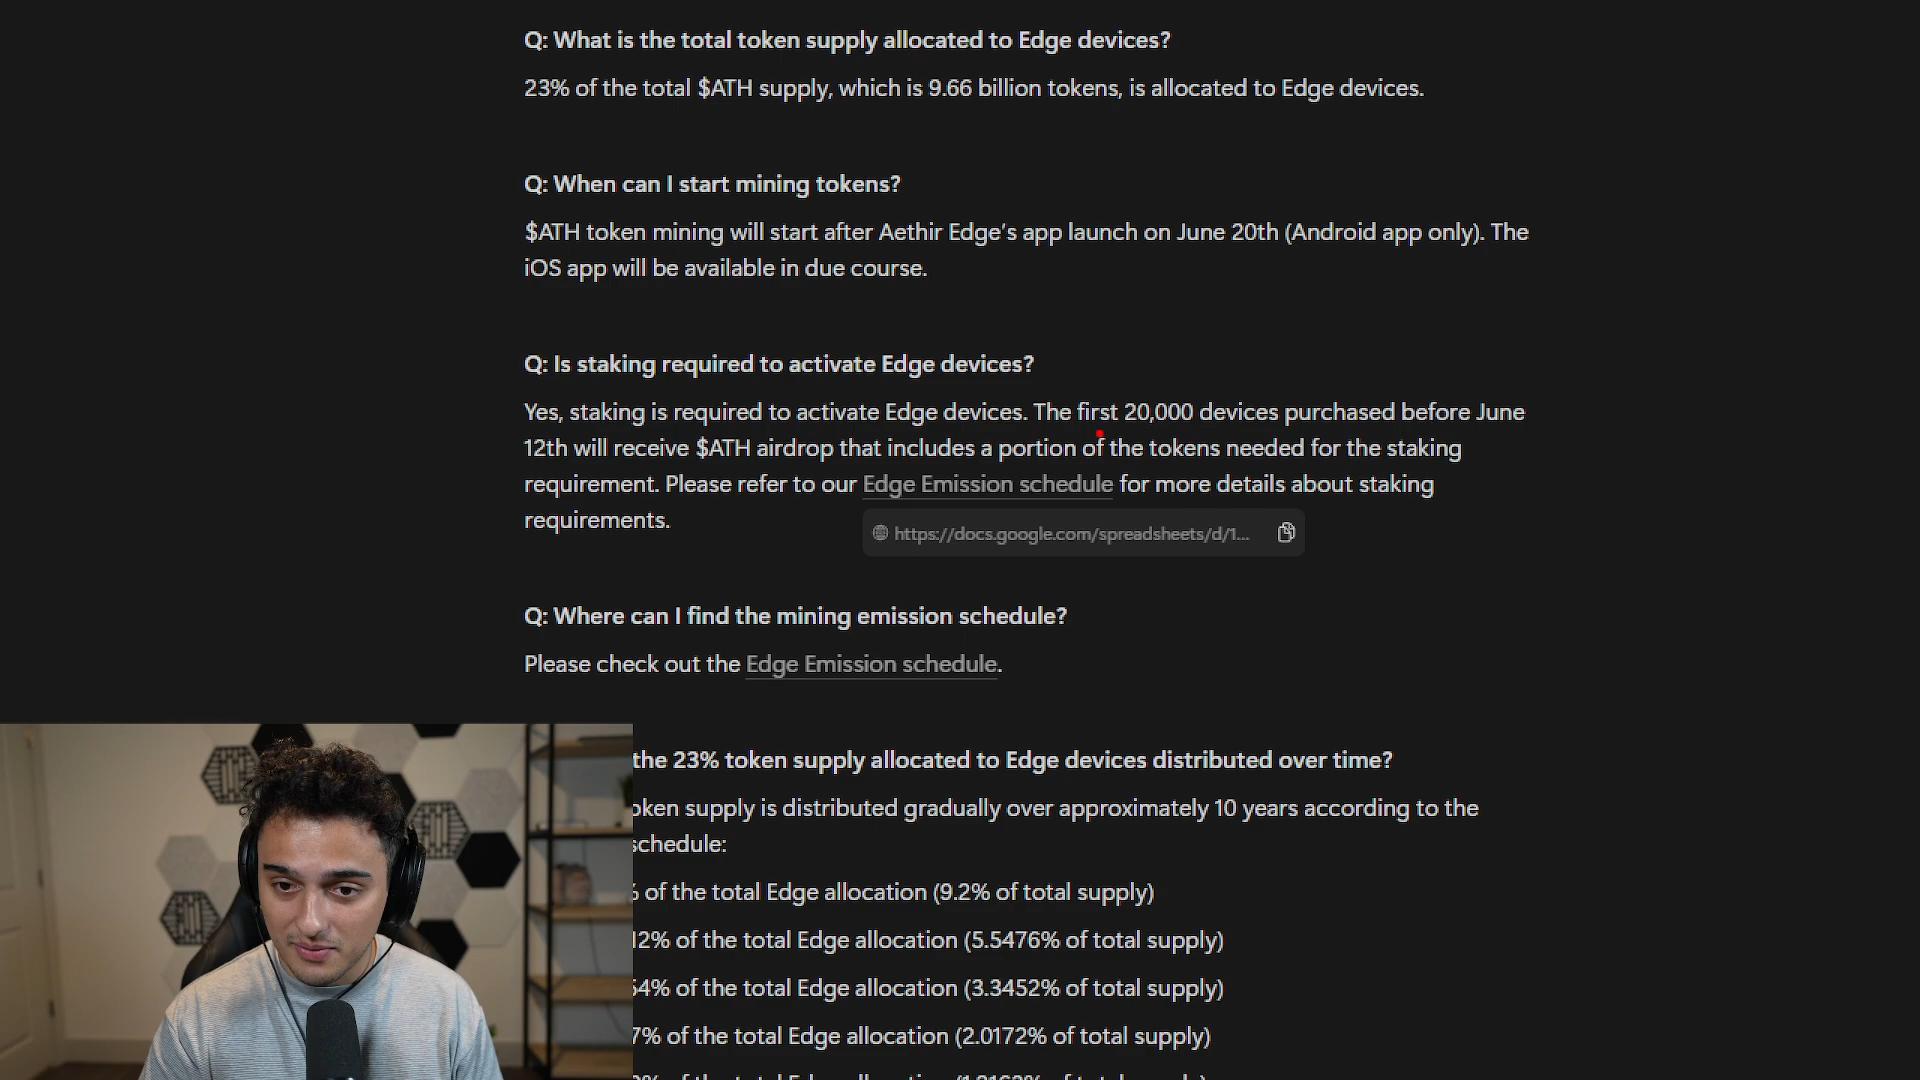 Q: What is the total token supply allocated to Edge devices?
23% of the total $ATH supply, which is 9.66 billion tokens, is allocated to Edge devices.
Q: When can I start mining tokens?
$ATH token mining will start after Aethir Edge's app launch on June 20th (Android app only). The
iOS app will be available in due course.
Q: Is staking required to activate Edge devices?
Yes, staking is required to activate Edge devices. The first 20,000 devices purchased before June
12th will receive $ATH airdrop that includes a portion of the tokens needed for the staking
requirement. Please refer to our Edge Emission schedule for more details about staking
requirements.
https://docs.google.com/spreadsheets/d/1...
Q: Where can I find the mining emission schedule?
Please check out the Edge Emission schedule.
the 23% token supply allocated to Edge devices distributed over time?
oken supply is distributed gradually over approximately 10 years according to the
schedule:
of the total Edge allocation (9.2% of total supply)
12% of the total Edge allocation (5.5476% of total supply)
54% of the total Edge allocation (3.3452% of total supply)
7% of the total Edge allocation (2.0172% of total supply)